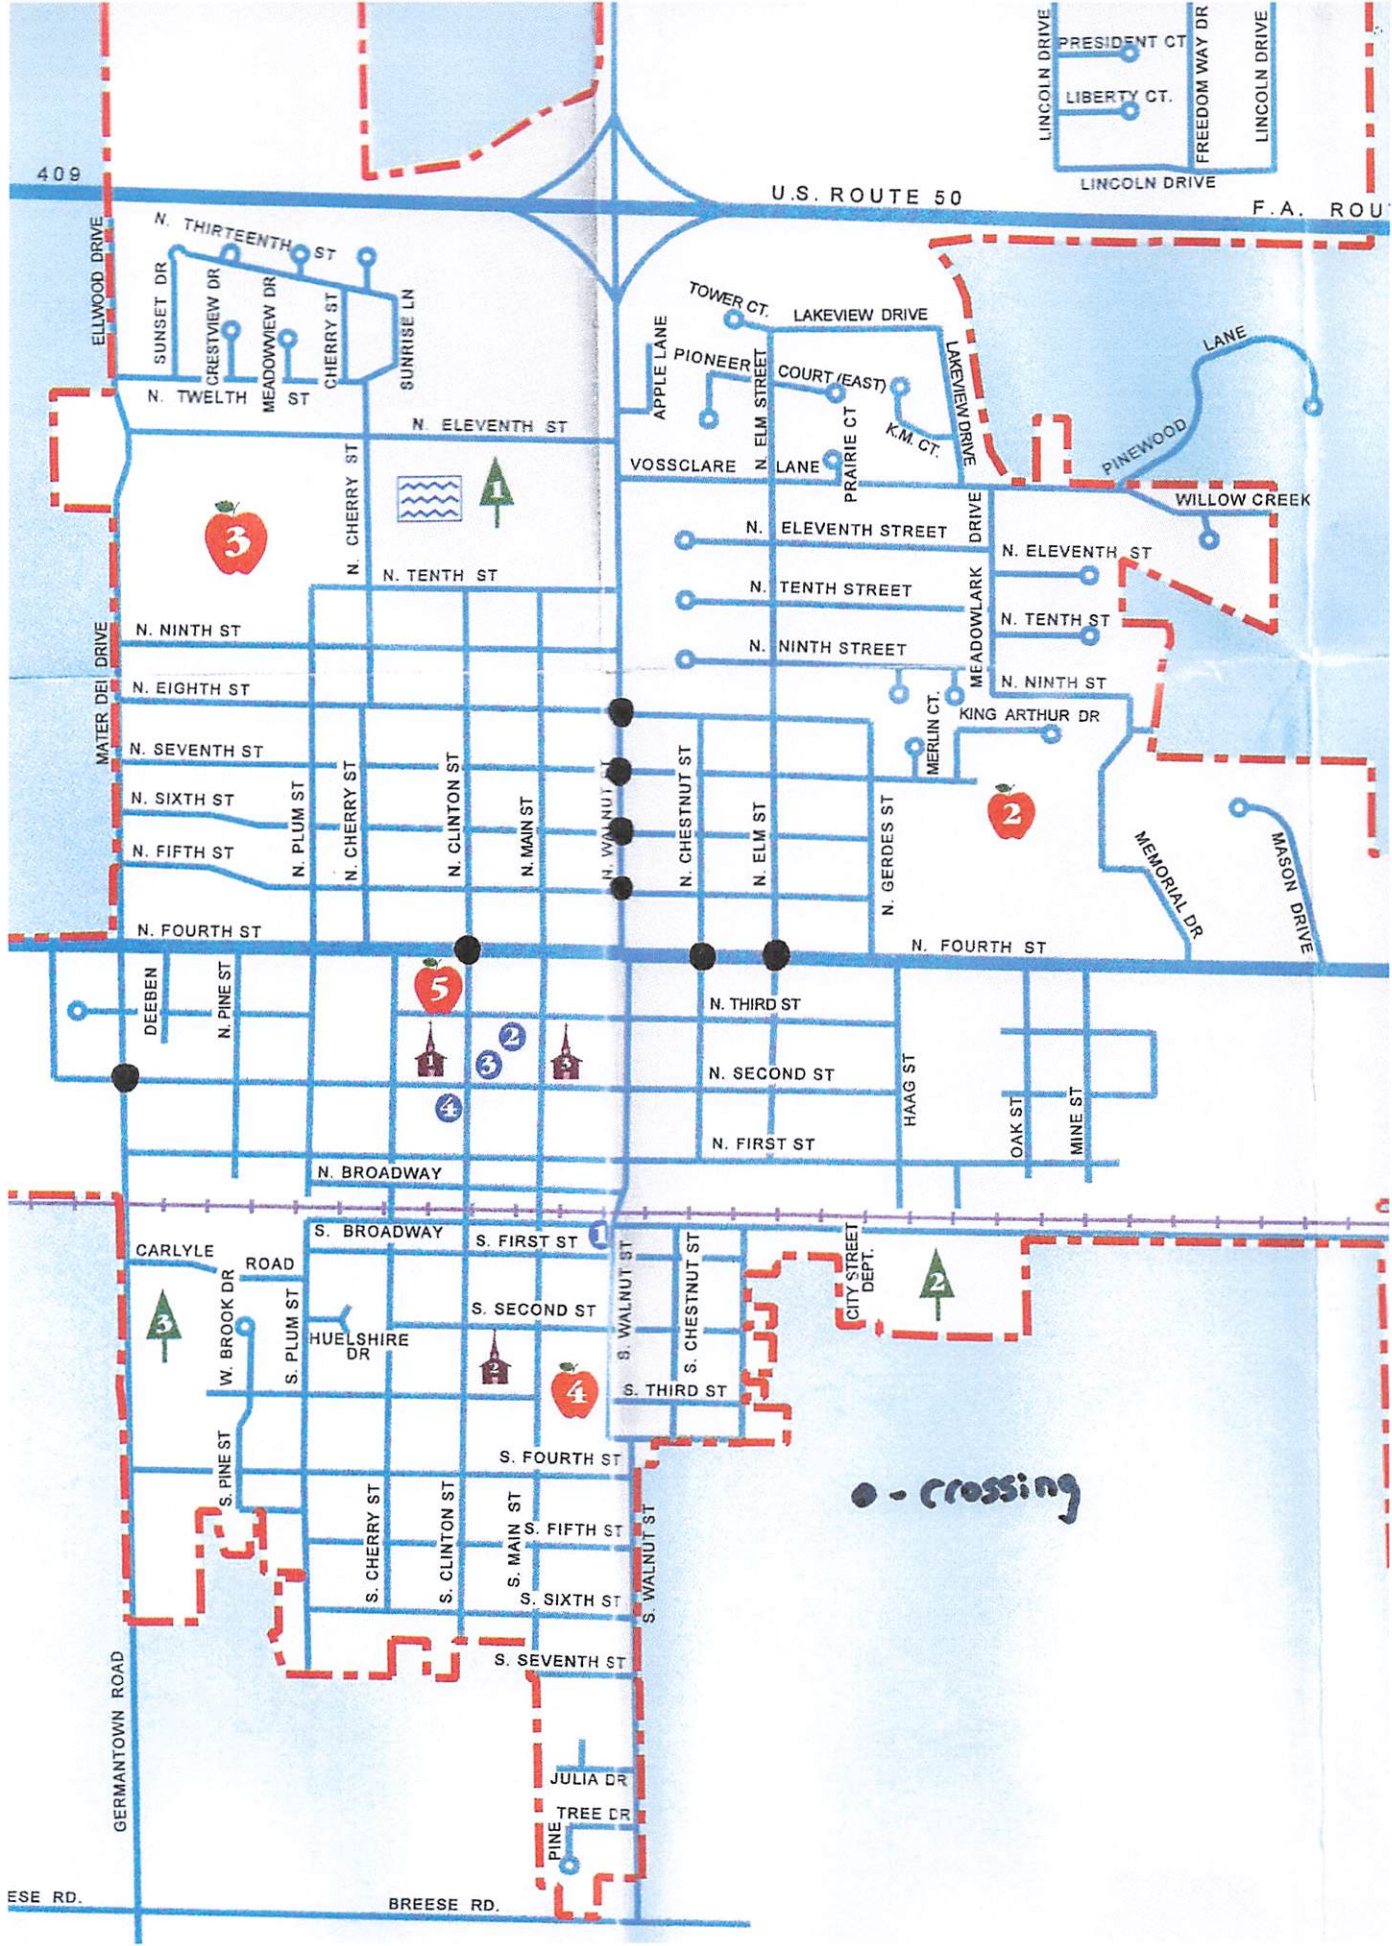 LINCOLN DRIVE
PRESIDENT CT
LIBERTY CT.
FREEDOM WAY DR
LINCOLN DRIVE
LINCOLN DRIVE
409
U.S. ROUTE 50
F.A. ROU
ELLWOOD DRIVE
N. THIRTEENTH ST
SUNSET DR
CRESTVIEW DR
MEADOWVIEW DR
CHERRY ST
SUNRISE LN
N. TWELTH ST
TOWER CT.
LAKEVIEW DRIVE
APPLE LANE
PIONEER COURT (EAST)
N. ELM STREET
LAKEVIEW DRIVE
K.M. CT.
PRAIRIE CT
PINEWOOD LANE
N. ELEVENTH ST
N. CHERRY ST
1
3
VOSSCLARE LANE
WILLOW CREEK
MEADOWLARK DRIVE
N. ELEVENTH STREET
N. ELEVENTH ST
N. TENTH ST
N. TENTH STREET
N. TENTH ST
MATER DEI DRIVE
N. NINTH ST
N. NINTH STREET
N. NINTH ST
N. EIGHTH ST
MERLIN CT.
KING ARTHUR DR
N. SEVENTH ST
N. SIXTH ST
N. FIFTH ST
N. PLUM ST
N. CHERRY ST
N. CLINTON ST
N. MAIN ST
N. WALNUT ST
N. CHESTNUT ST
N. ELM ST
N. GERDES ST
2
MEMORIAL DR
MASON DRIVE
N. FOURTH ST
N. FOURTH ST
DEEBEN
N. PINE ST
5
1
2
3
3
4
N. THIRD ST
N. SECOND ST
N. FIRST ST
HAAG ST
OAK ST
MINE ST
N. BROADWAY
S. BROADWAY
S. FIRST ST
1
CARLYLE ROAD
3
W. BROOK DR
S. PLUM ST
HUELSHIRE
DR
S. SECOND ST
2
4
S. WALNUT ST
S. CHESTNUT ST
S. THIRD ST
CITY STREET
DEPT.
2
S. PINE ST
S. FOURTH ST
S. CHERRY ST
S. CLINTON ST
S. MAIN ST
S. FIFTH ST
S. SIXTH ST
S. WALNUT ST
- crossing
S. SEVENTH ST
GERMANTOWN ROAD
JULIA DR
PINE TREE DR
ESE RD.
BREESE RD.